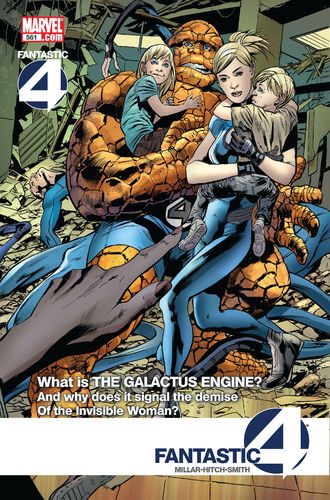 MARVEL
561 .com
FANTASTIC
4
What is THE GALACTUS ENGINE?
And why does it signal the demise
Of the Invisible Woman?
FANTASTIC 4
MILLAR•HITCH•SMITH